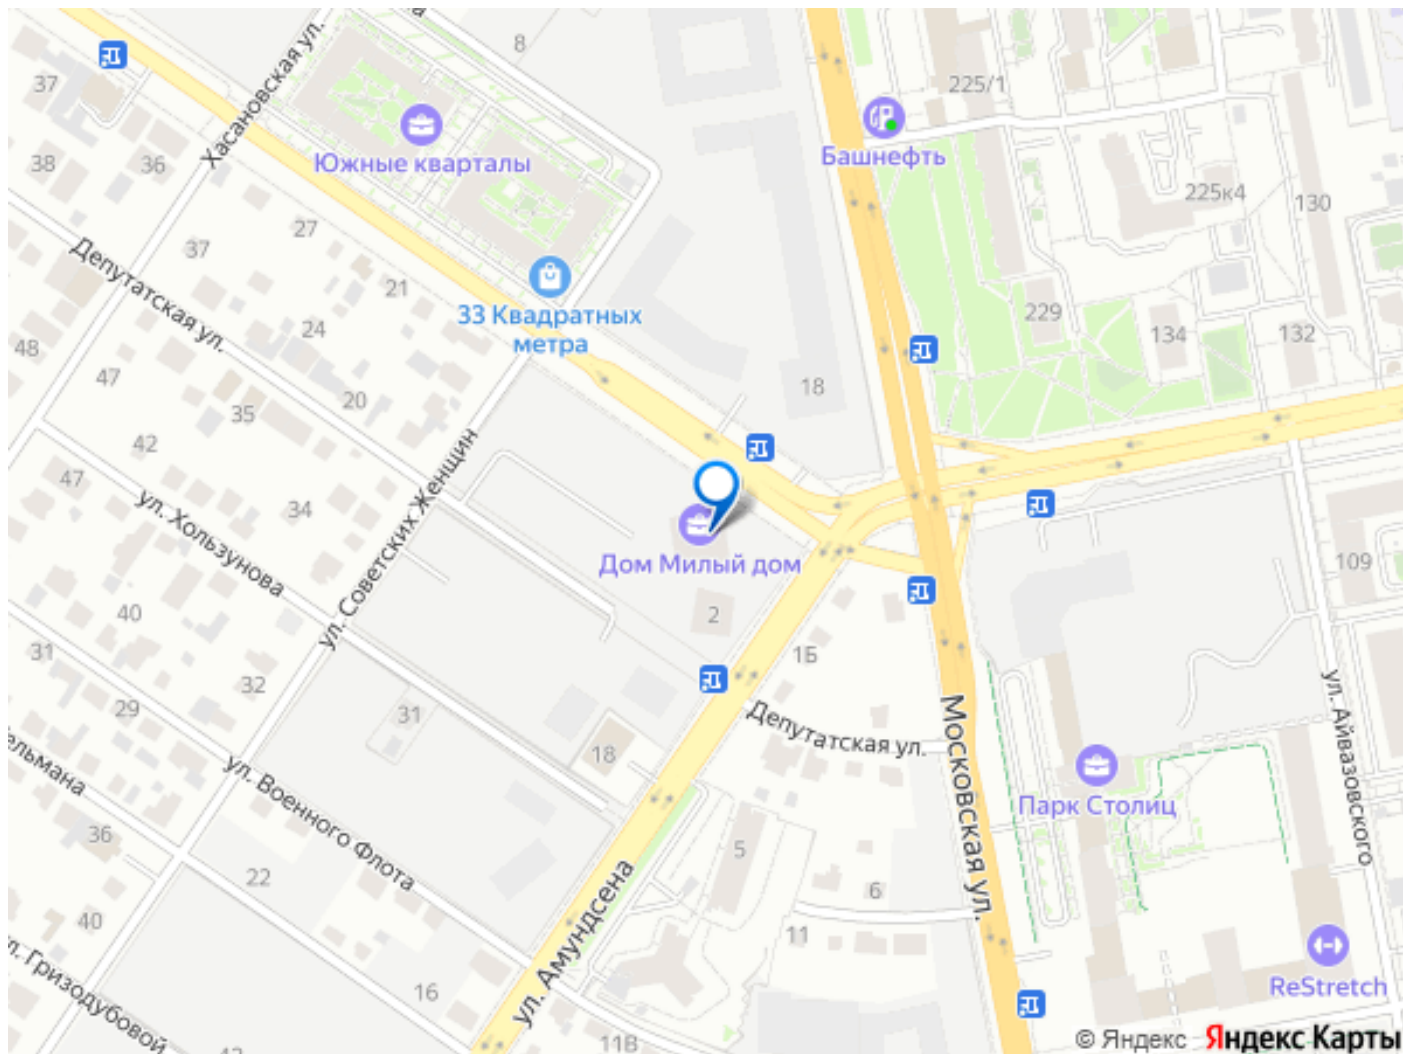 8
37
225/1
Хасановская ул.
Южные кварталы
Башнефть
38
36
225к4
130
27
37
Депутатская ул.
21
33 Квадратных
метра
24
229
134
132
48
47
18
20
35
42
47
ул. Советских Женщин
ул. Хользунова
34
Дом Милый дом
109
40
2
31
1Б
32
ул. Айвазовского
29
31
Депутатская ул.
Московская ул.
18
ул. Военного Флота
Парк Столиц
36
5
22
6
ул. Амундсена
40
11
ReStretch
16
11В
© Яндекс Яндекс Карты